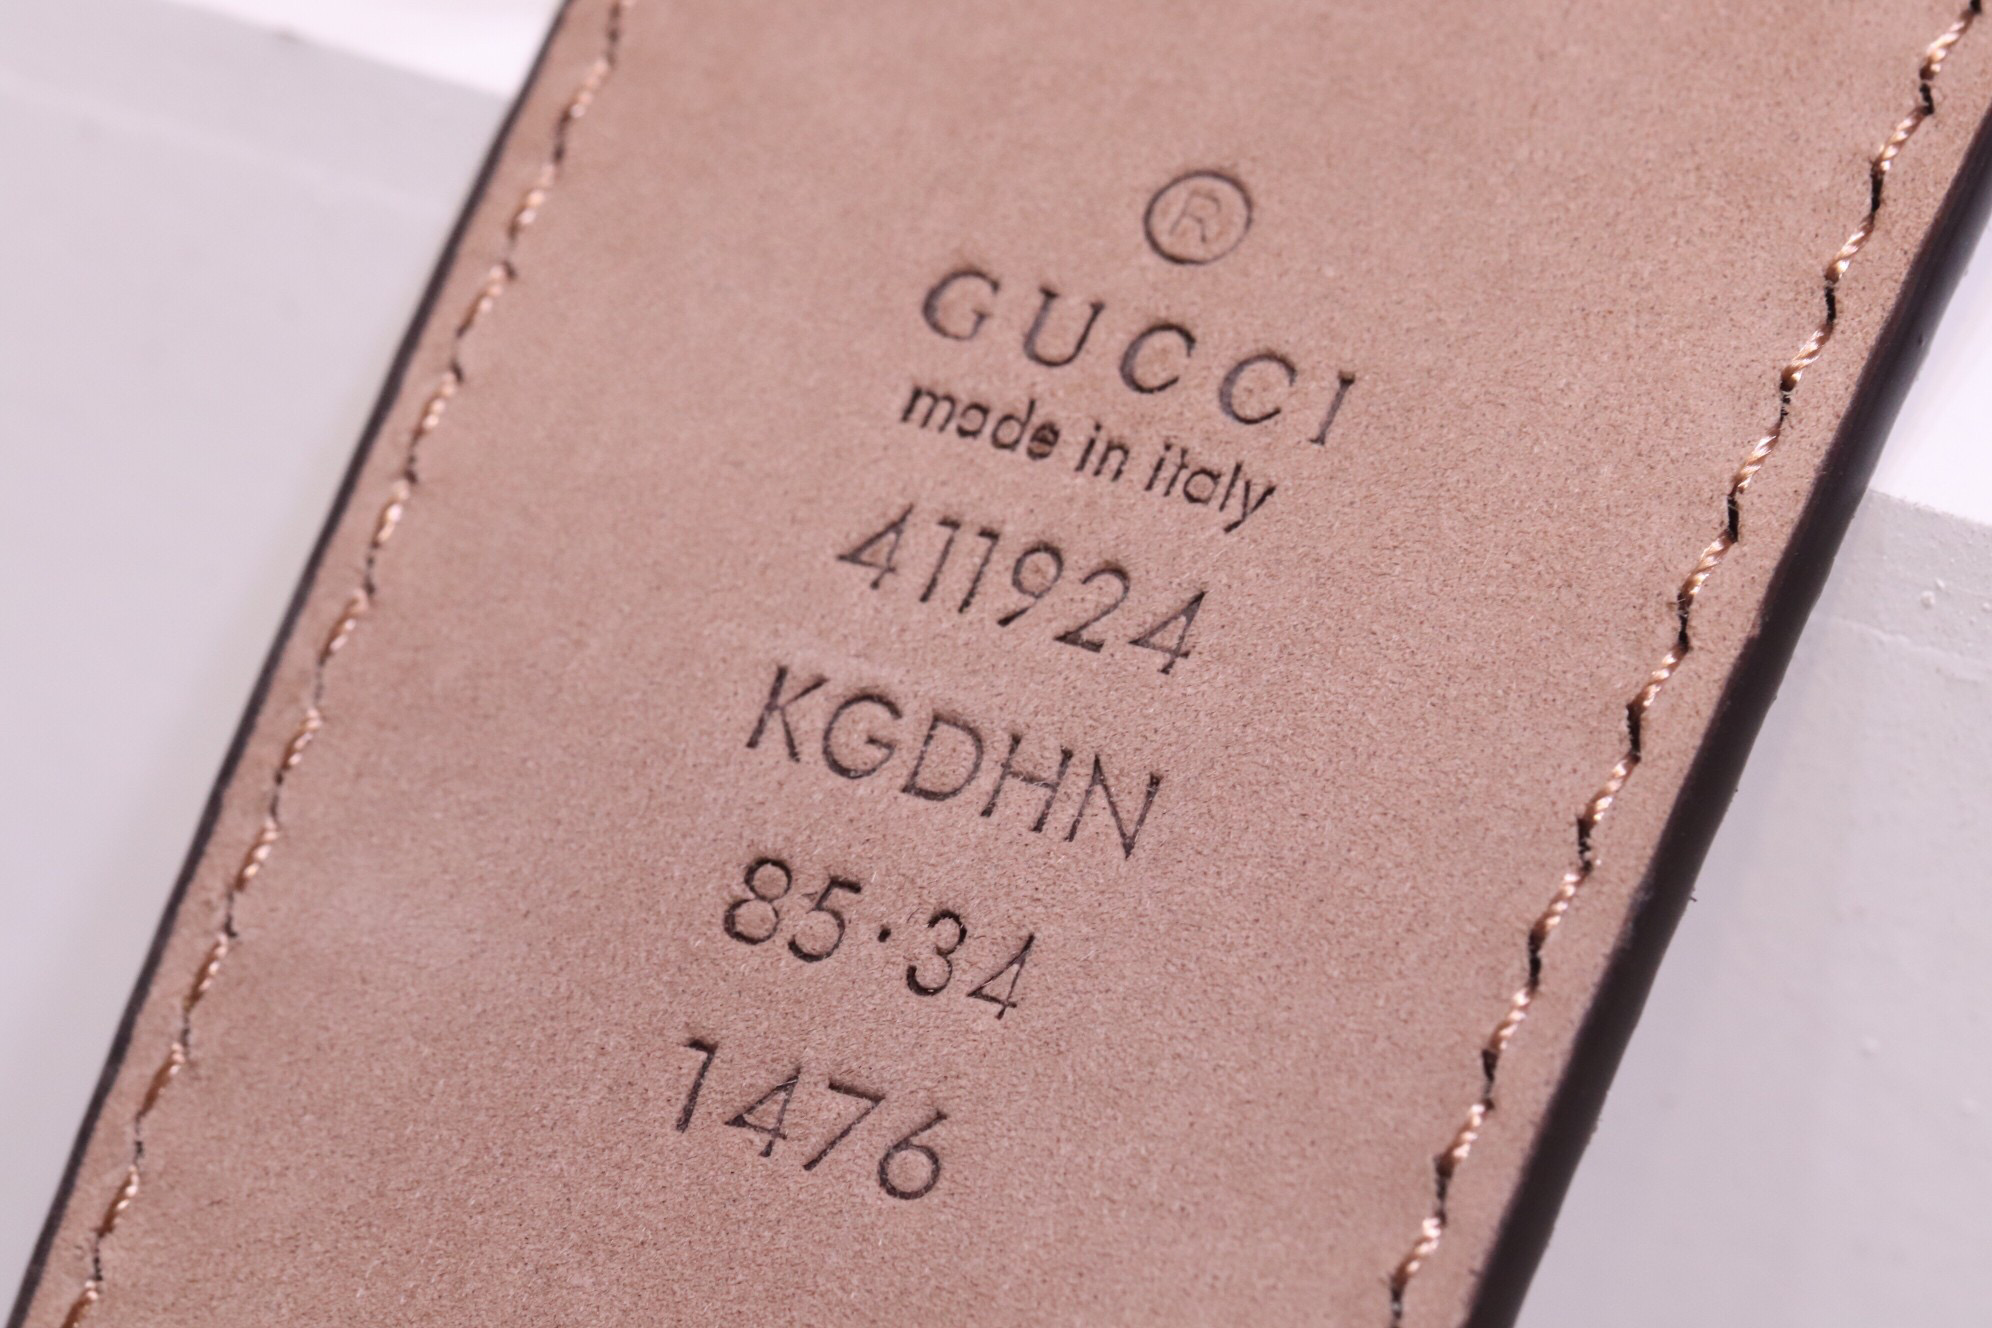 ®
GUCCI
made in italy
411924
KGDHN
85·34
1476